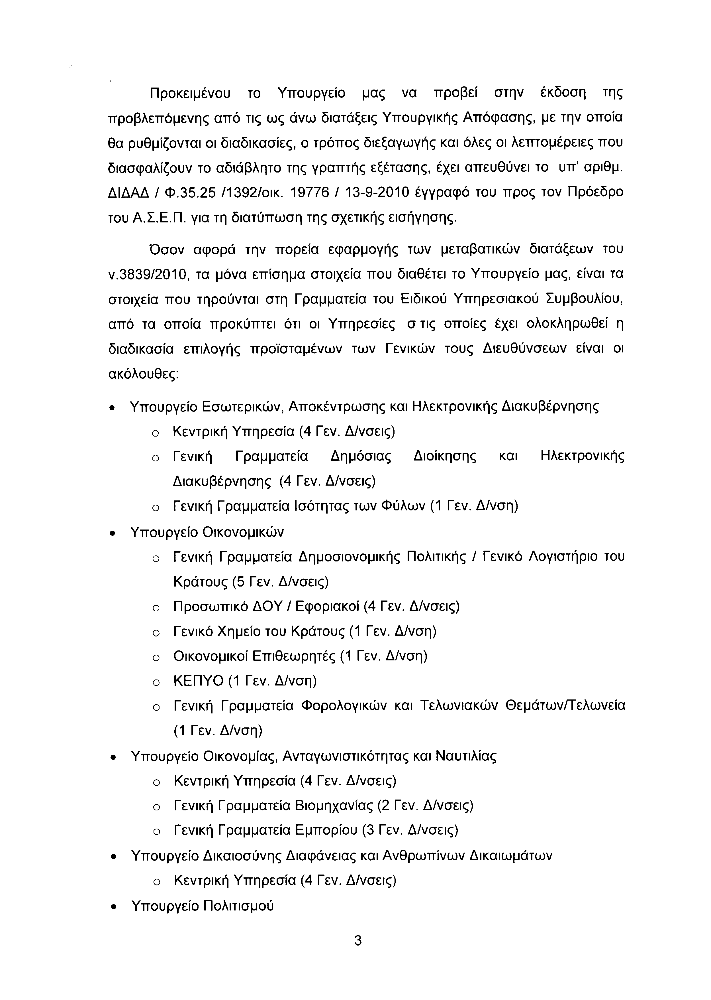 Προκειμένου το Υπουργείο μας να προβεί στην έκδοση της
προβλεπόμενης από τις ως άνω διατάξεις Υπουργικής Απόφασης, με την οποία
θα ρυθμίζονται οι διαδικασίες, ο τρόπος διεξαγωγής και όλες οι λεπτομέρειες που
διασφαλίζουν το αδιάβλητο της γραπτής εξέτασης, έχει απευθύνει το υπ’ αριθμ.
ΔΙΔΑΔ / Φ.35.25 /1392/οικ. 19776 / 13-9-2010 έγγραφό του προς τον Πρόεδρο
του Α.Σ.Ε.Π. για τη διατύπωση της σχετικής εισήγησης.
Όσον αφορά την πορεία εφαρμογής των μεταβατικών διατάξεων του
ν.3839/2010, τα μόνα επίσημα στοιχεία που διαθέτει το Υπουργείο μας, είναι τα
στοιχεία που τηρούνται στη Γραμματεία του Ειδικού Υπηρεσιακού Συμβουλίου,
από τα οποία προκύπτει ότι οι Υπηρεσίες σ τις οποίες έχει ολοκληρωθεί η
διαδικασία επιλογής προϊσταμένων των Γενικών τους Διευθύνσεων είναι οι
ακόλουθες:
• Υπουργείο Εσωτερικών, Αποκέντρωσης και Ηλεκτρονικής Διακυβέρνησης
o Κεντρική Υπηρεσία (4 Γεν. Δ/νσεις)
o Γενική Γραμματεία Δημόσιας Διοίκησης και Ηλεκτρονικής
Διακυβέρνησης (4 Γεν. Δ/νσεις)
o Γενική Γραμματεία Ισότητας των Φύλων (1 Γεν. Δ/νση)
• Υπουργείο Οικονομικών
o Γενική Γραμματεία Δημοσιονομικής Πολιτικής / Γενικό Λογιστήριο του
Κράτους (5 Γεν. Δ/νσεις)
o Προσωπικό ΔΟΥ / Εφοριακοί (4 Γεν. Δ/νσεις)
o Γενικό Χημείο του Κράτους (1 Γεν. Δ/νση)
o Οικονομικοί Επιθεωρητές (1 Γεν. Δ/νση)
o ΚΕΠΥΟ (1 Γεν. Δ/νση)
o Γενική Γραμματεία Φορολογικών και Τελωνιακών Θεμάτων/Τελωνεία
(1 Γεν. Δ/νση)
• Υπουργείο Οικονομίας, Ανταγωνιστικότητας και Ναυτιλίας
o Κεντρική Υπηρεσία (4 Γεν. Δ/νσεις)
o Γενική Γραμματεία Βιομηχανίας (2 Γεν. Δ/νσεις)
o Γενική Γραμματεία Εμπορίου (3 Γεν. Δ/νσεις)
• Υπουργείο Δικαιοσύνης Διαφάνειας και Ανθρωπίνων Δικαιωμάτων
o Κεντρική Υπηρεσία (4 Γεν. Δ/νσεις)
• Υπουργείο Πολιτισμού
3